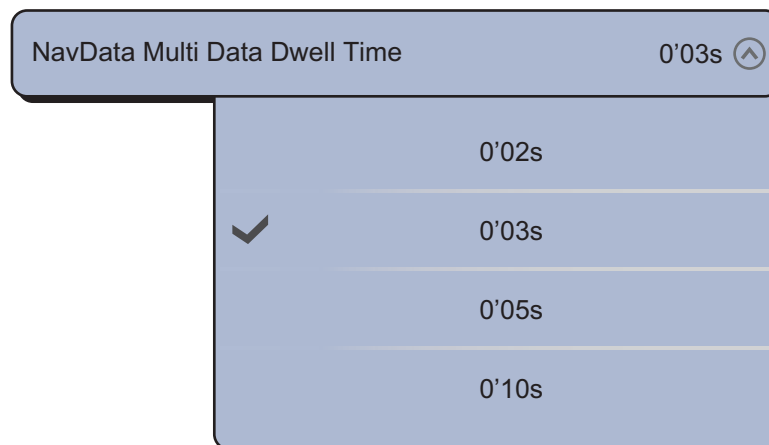 NavData Multi Data Dwell Time 0’03s
0’02s
0’03s
0’05s
0’10s